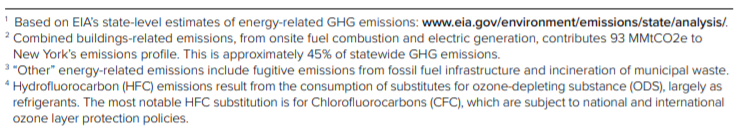 ¹ Based on EIA's state-level estimates of energy-related GHG emissions: www.eia.gov/environment/emissions/state/analysis/.
² Combined buildings-related emissions, from onsite fuel combustion and electric generation, contributes 93 MMtCO2e to
New York's emissions profile. This is approximately 45% of statewide GHG emissions.
³ "Other" energy-related emissions include fugitive emissions from fossil fuel infrastructure and incineration of municipal waste.
⁴ Hydrofluorocarbon (HFC) emissions result from the consumption of substitutes for ozone-depleting substance (ODS), largely as
refrigerants. The most notable HFC substitution is for Chlorofluorocarbons (CFC), which are subject to national and international
ozone layer protection policies.